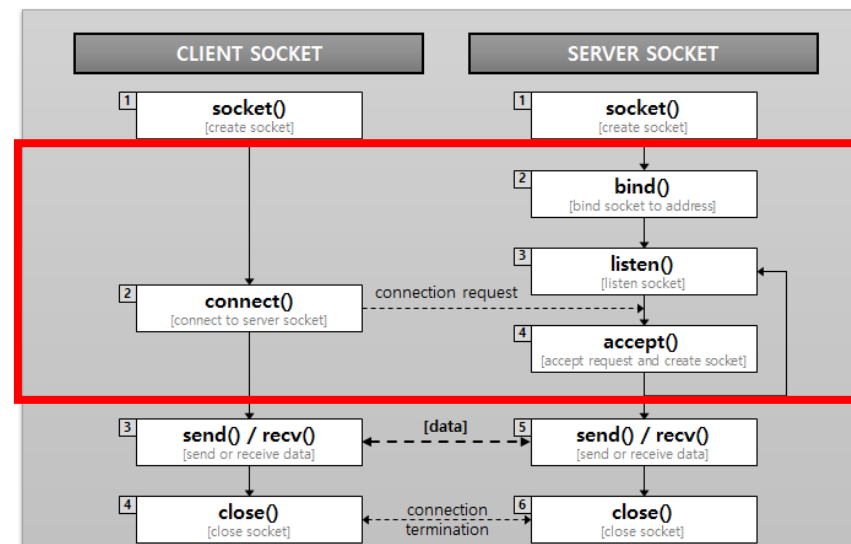 CLIENT SOCKET
SERVER SOCKET
1
socket()
[create socket]
1
socket()
[create socket]
2
bind()
[bind socket to address]
3
listen()
[listen socket]
2
connect()
[connect to server socket]
connection request
4
accept()
[accept request and create socket]
3
send() / recv()
[send or receive data]
[data]
5
send() / recv()
[send or receive data]
4
close()
[close socket]
connection
termination
6
close()
[close socket]